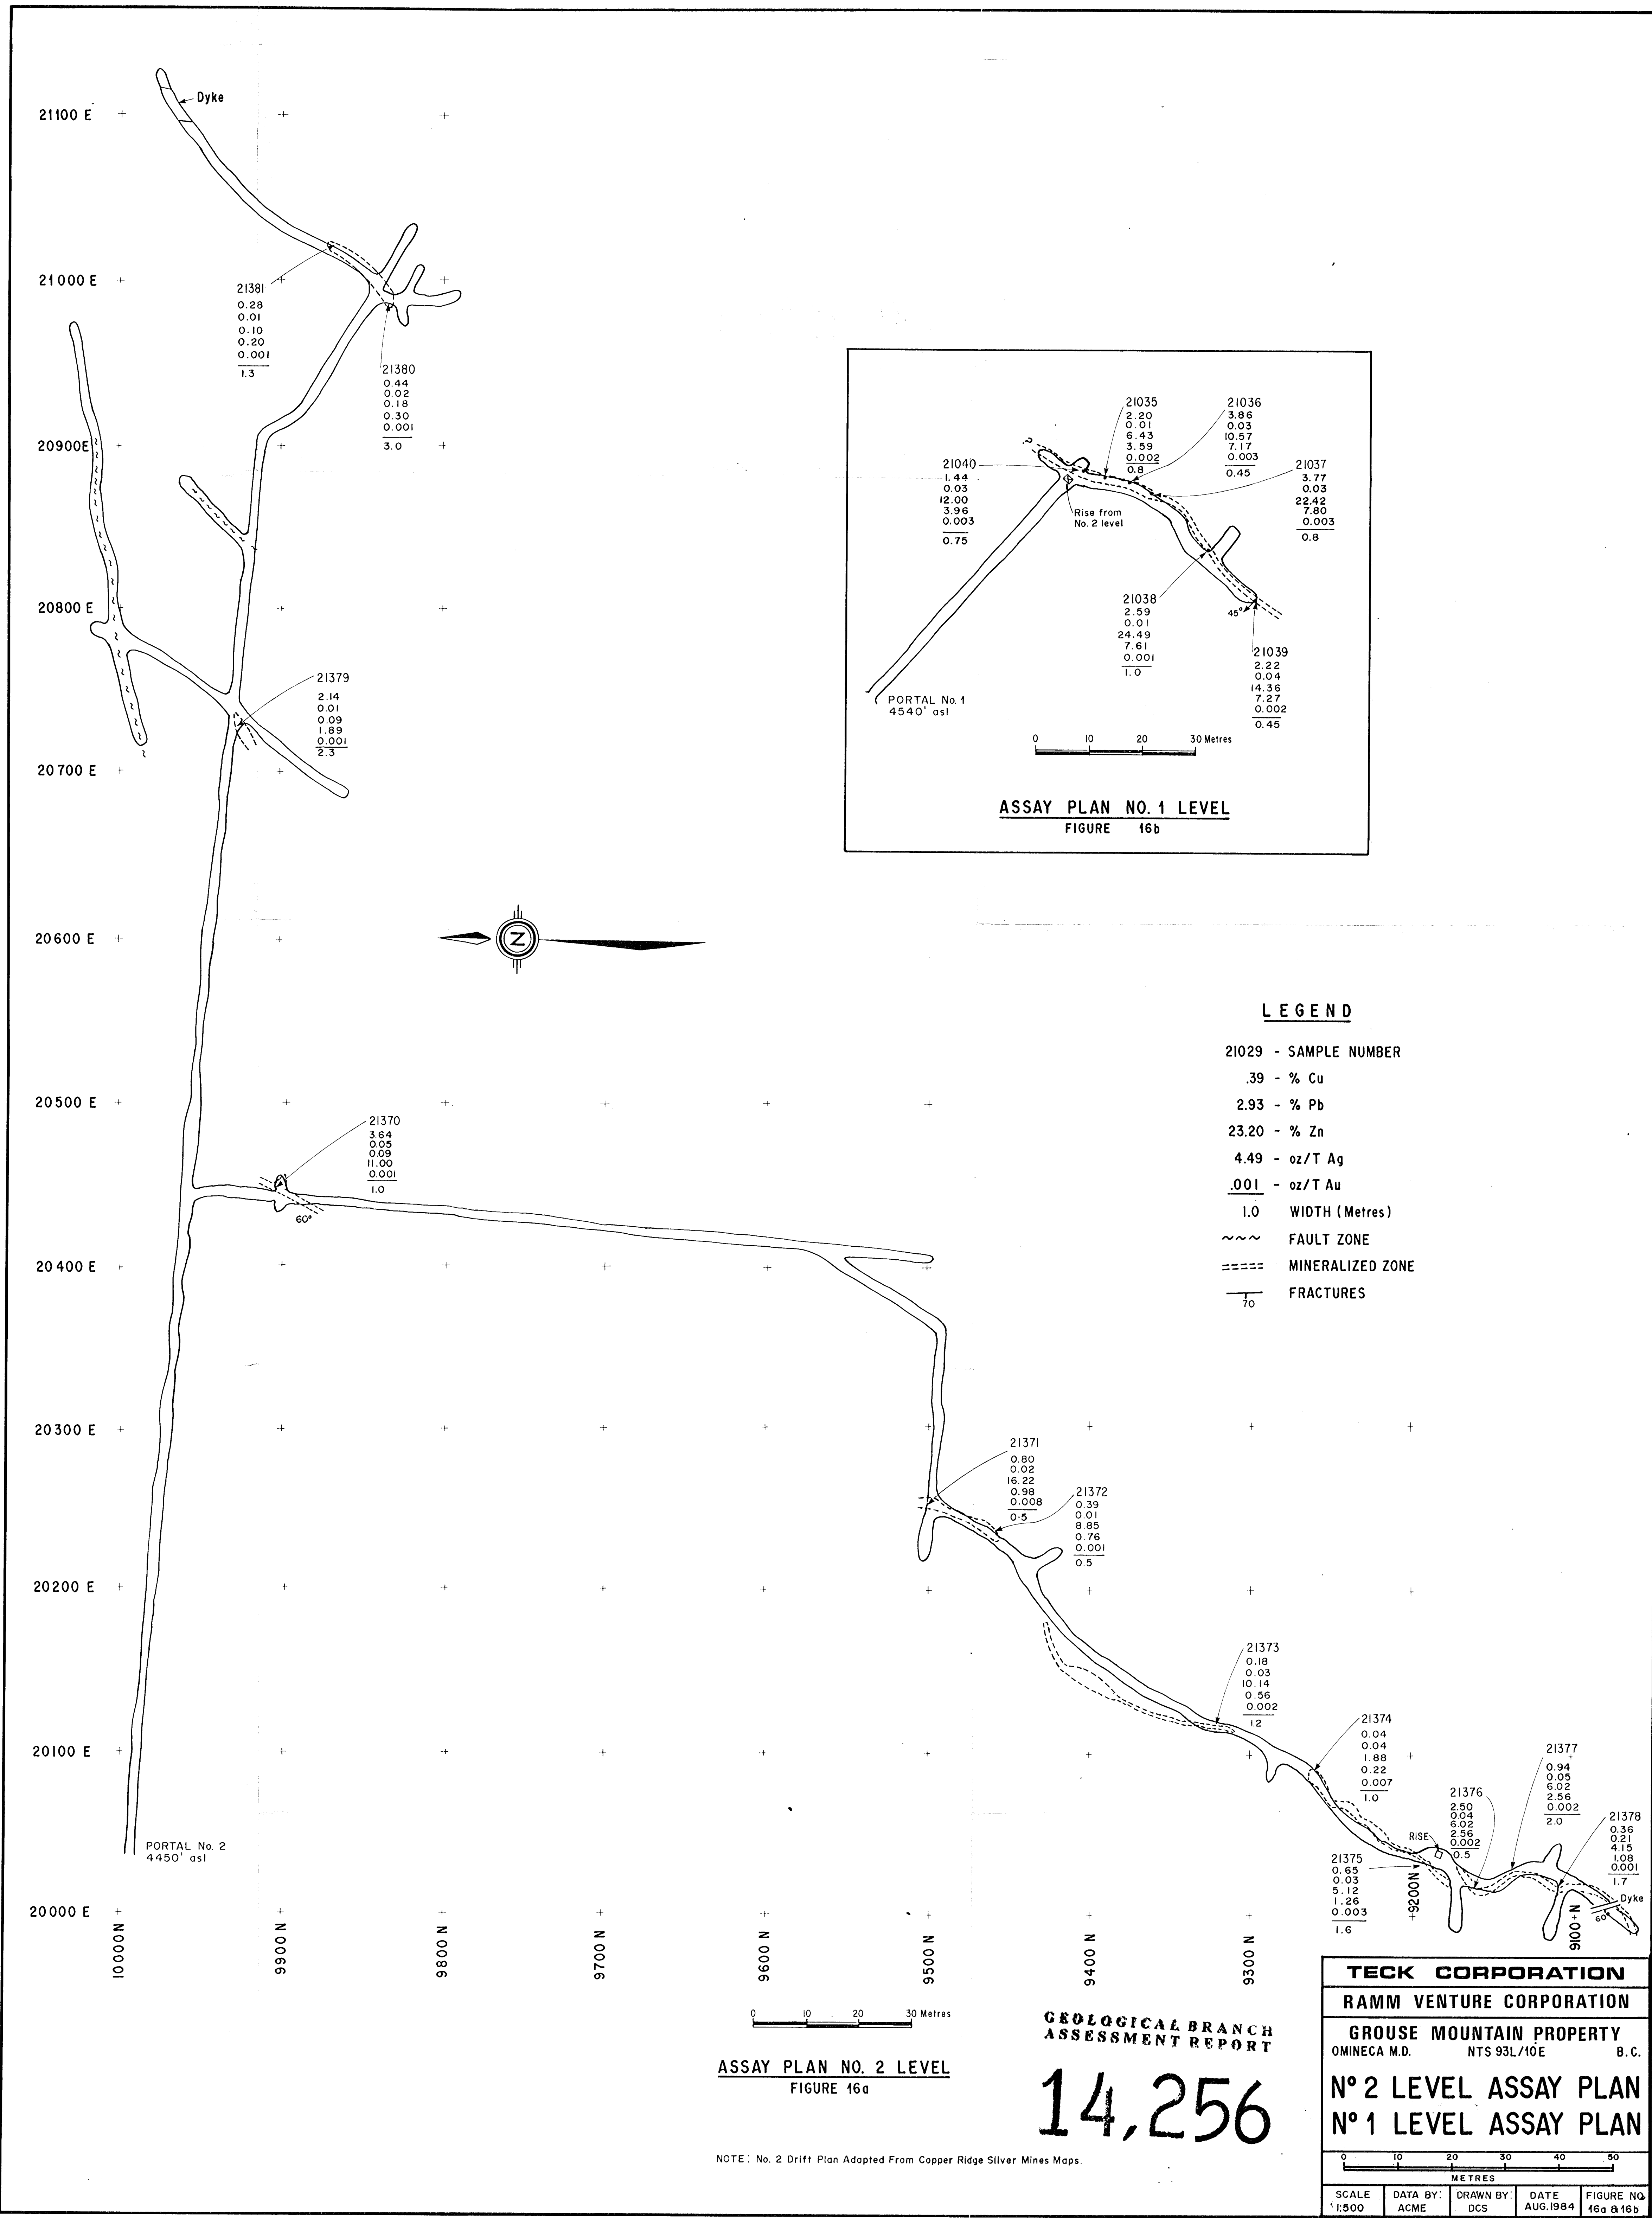 Dyke
21100 E
21000 E
21381
0.28
0.01
0.10
0.20
0.001
1.3
21380
0.44
0.02
0.18
0.30
0.001
3.0
20900E
20800 E
21379
2.14
0.01
0.09
1.89
0.001
2.3
20700 E
21035
2.20
0.01
6.43
3.59
0.002
0.8
21036
3.86
0.03
10.57
7.17
0.003
0.45
21040
1.44
0.03
12.00
3.96
0.003
0.75
21037
3.77
0.03
22.42
7.80
0.003
0.8
?
Rise from
No. 2 level
21038
2.59
0.01
24.49
7.61
0.001
1.0
45°
21039
2.22
0.04
14.36
7.27
0.002
0.45
PORTAL No. 1
4540' asl
0 10 20 30 Metres
ASSAY PLAN NO. 1 LEVEL
FIGURE 16b
20600 E
N
LEGEND
21029 - SAMPLE NUMBER
.39 - % Cu
2.93 - % Pb
23.20 - % Zn
4.49 - oz/T Ag
.001 - oz/T Au
1.0 WIDTH (Metres)
~~~ FAULT ZONE
===== MINERALIZED ZONE
70 FRACTURES
20500 E
21370
3.64
0.05
0.09
11.00
0.001
1.0
60°
20400 E
20300 E
21371
0.80
0.02
16.22
0.98
0.008
0.5
21372
0.39
0.01
8.85
0.76
0.001
0.5
20200 E
21373
0.18
0.03
10.14
0.56
0.002
1.2
20100 E
21374
0.04
0.04
1.88
0.22
0.007
1.0
21377
0.94
0.05
6.02
2.56
0.002
2.0
21376
2.50
0.04
6.02
2.56
0.002
0.5
21378
0.36
0.21
4.15
1.08
0.001
1.7
RISE
21375
0.65
0.03
5.12
1.26
0.003
1.6
Dyke
60°
PORTAL No. 2
4450' asl
20000 E
10000N
9900 N
9800 N
9700 N
9600 N
9500 N
9400 N
9300 N
9200N
9100 N
0 10 20 30 Metres
ASSAY PLAN NO. 2 LEVEL
FIGURE 16a
GEOLOGICAL BRANCH
ASSESSMENT REPORT
14,256
NOTE: No. 2 Drift Plan Adapted From Copper Ridge Silver Mines Maps.
TECK CORPORATION
RAMM VENTURE CORPORATION
GROUSE MOUNTAIN PROPERTY
OMINECA M.D. NTS 93L/10E B.C.
Nº 2 LEVEL ASSAY PLAN
Nº 1 LEVEL ASSAY PLAN
0 10 20 30 40 50
METRES
SCALE 1:500
DATA BY: ACME
DRAWN BY: DCS
DATE AUG.1984
FIGURE NO. 16a & 16b